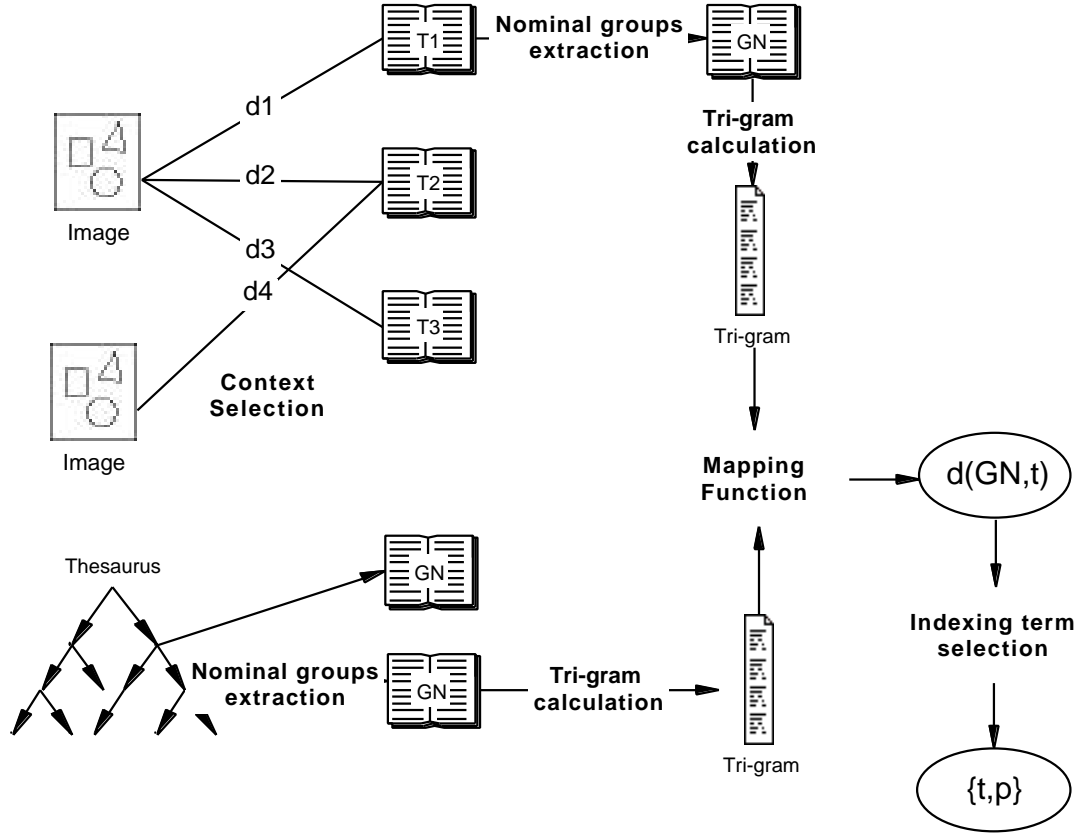 T1
Nominal groups
extraction
GN
d1
Tri-gram
calculation
d2
T2
Image
d3
d4
T3
Tri-gram
Context
Selection
Image
Mapping
Function
d(GN,t)
Thesaurus
GN
Indexing term
selection
Nominal groups
extraction
GN
Tri-gram
calculation
Tri-gram
{t,p}